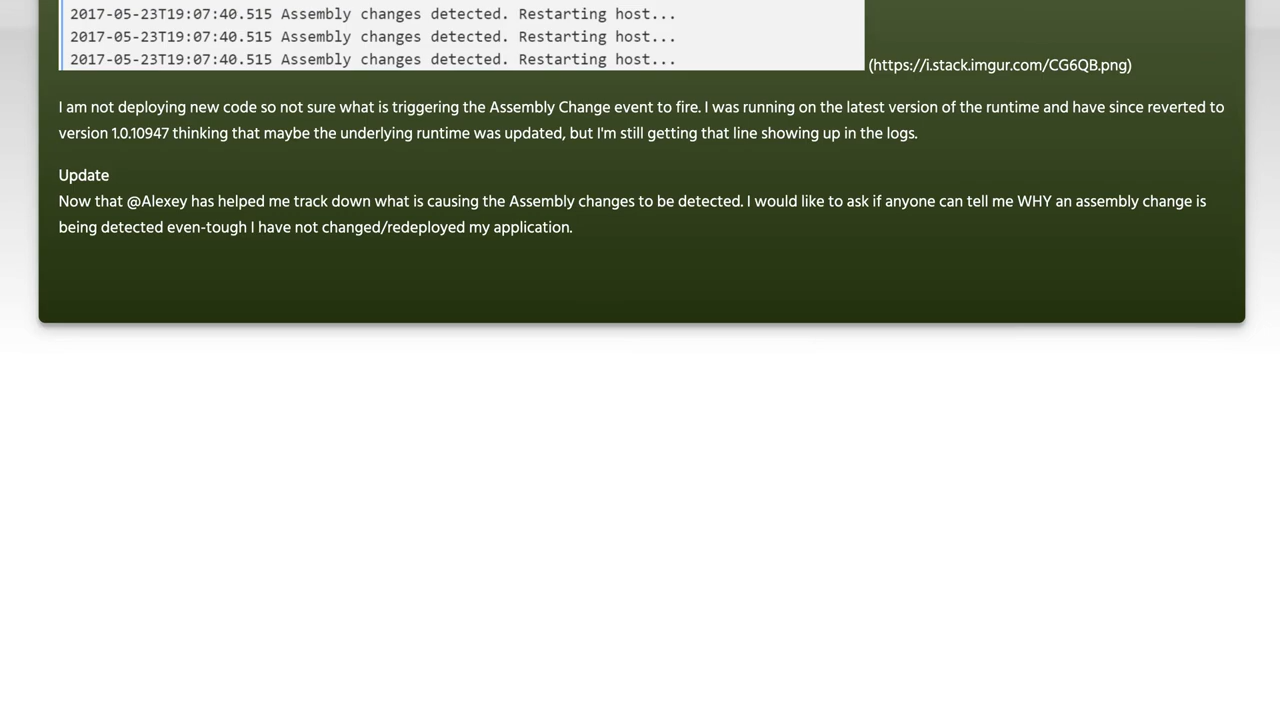 2017-05-23T19:07:40.515 Assembly changes detected. Restarting host...
2017-05-23T19:07:40.515 Assembly changes detected. Restarting host...
2017-05-23T19:07:40.515 Assembly changes detected. Restarting host...
(https://i.stack.imgur.com/CG6QB.png)
I am not deploying new code so not sure what is triggering the Assembly Change event to fire. I was running on the latest version of the runtime and have since reverted to
version 1.0.10947 thinking that maybe the underlying runtime was updated, but I'm still getting that line showing up in the logs.
Update
Now that @Alexey has helped me track down what is causing the Assembly changes to be detected. I would like to ask if anyone can tell me WHY an assembly change is
being detected even-tough I have not changed/redeployed my application.